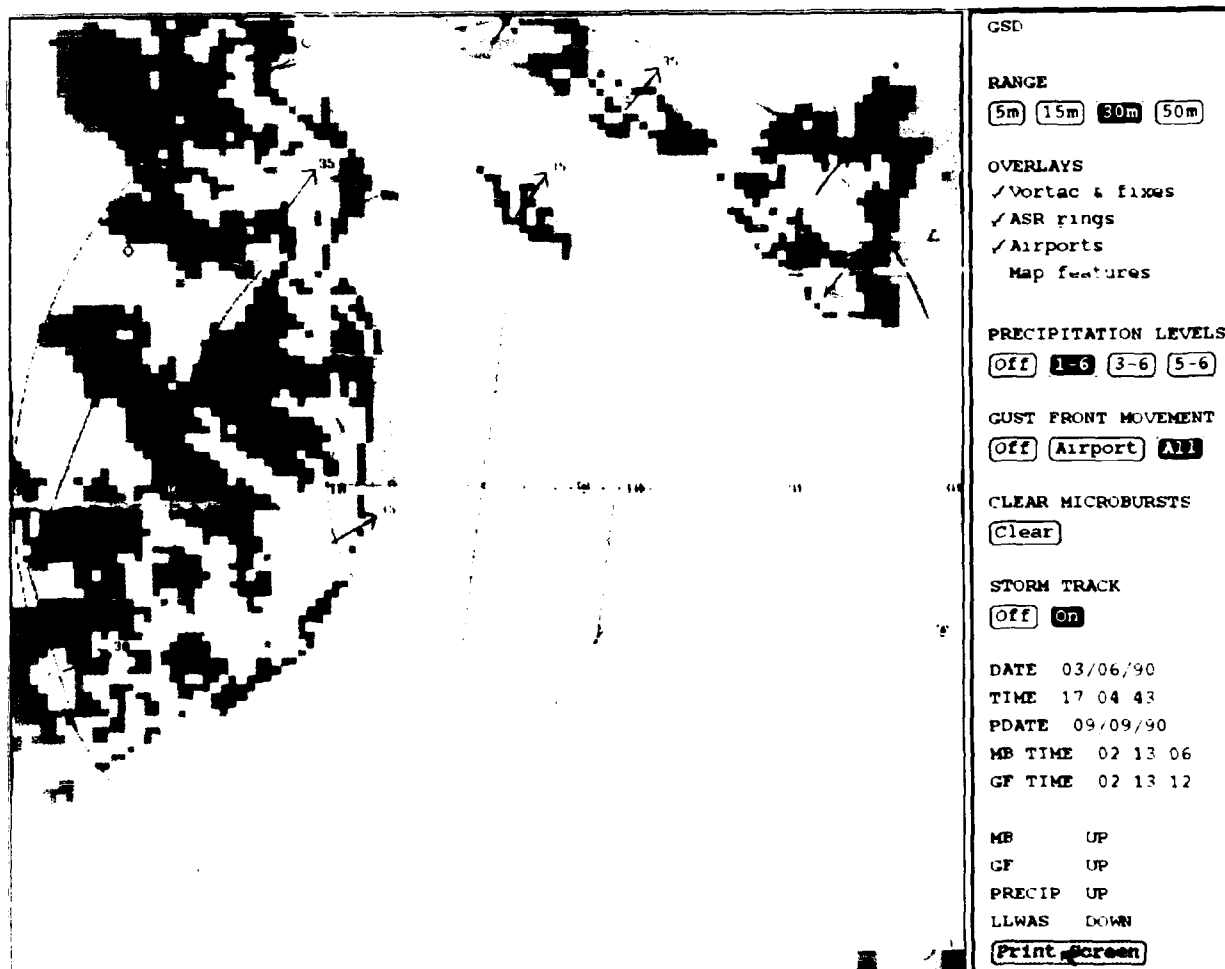 GSD
RANGE
5m 15m 30m 50m
OVERLAYS
✓Vortac & fixes
✓ASR rings
✓Airports
Map features
PRECIPITATION LEVELS
Off 1-6 3-6 5-6
GUST FRONT MOVEMENT
Off Airport All
CLEAR MICROBURSTS
Clear
STORM TRACK
Off On
DATE 03/06/90
TIME 17 04 43
PDATE 09/09/90
MB TIME 02 13 06
GF TIME 02 13 12
MB UP
GF UP
PRECIP UP
LLWAS DOWN
Print Screen
35
35
30